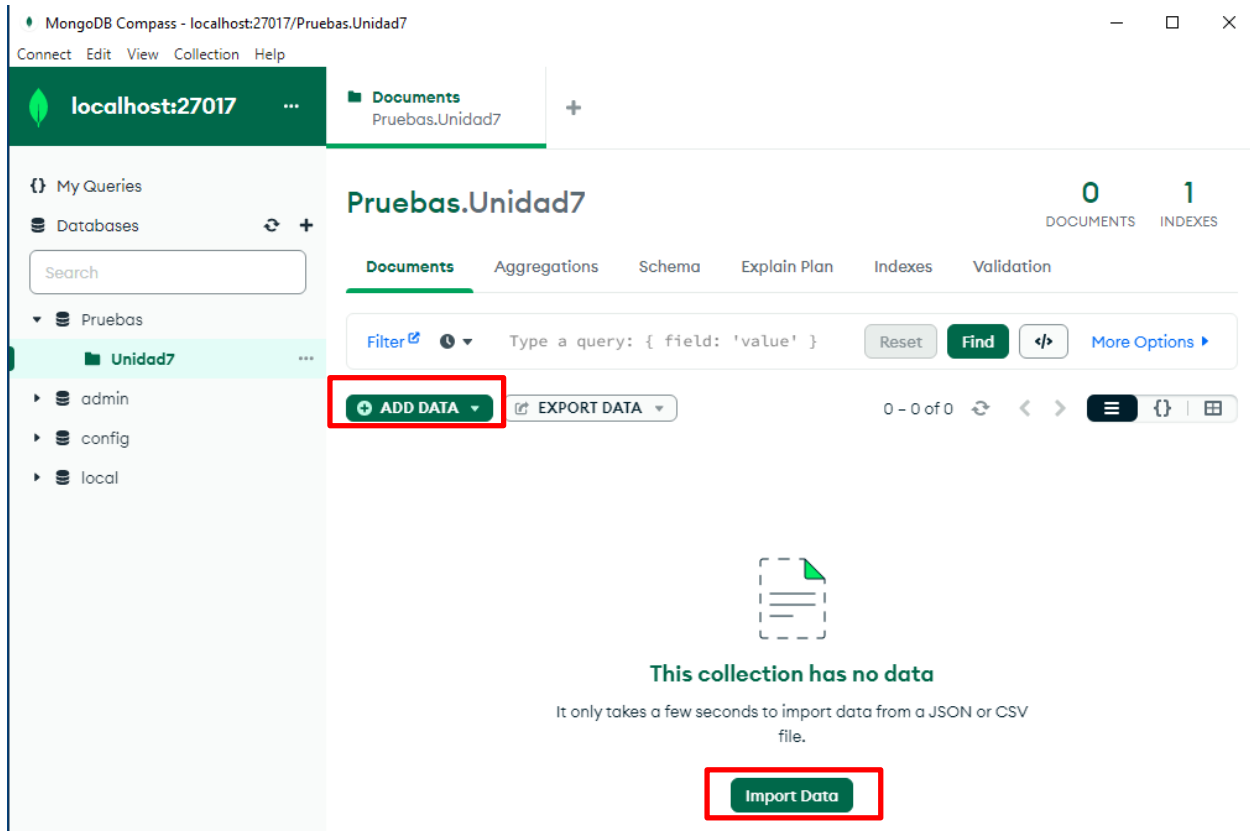 MongoDB Compass - localhost:27017/Pruebas.Unidad7
Connect Edit View Collection Help
localhost:27017 ...
Documents
Pruebas.Unidad7
+
{} My Queries
Databases
+
Search
Pruebas
Unidad7 ...
admin
config
local
Pruebas.Unidad7
0 1
DOCUMENTS INDEXES
Documents Aggregations Schema Explain Plan Indexes Validation
Filter Type a query: { field: 'value' } Reset Find </> More Options
ADD DATA EXPORT DATA 0 – 0 of 0 {}
This collection has no data
It only takes a few seconds to import data from a JSON or CSV
file.
Import Data